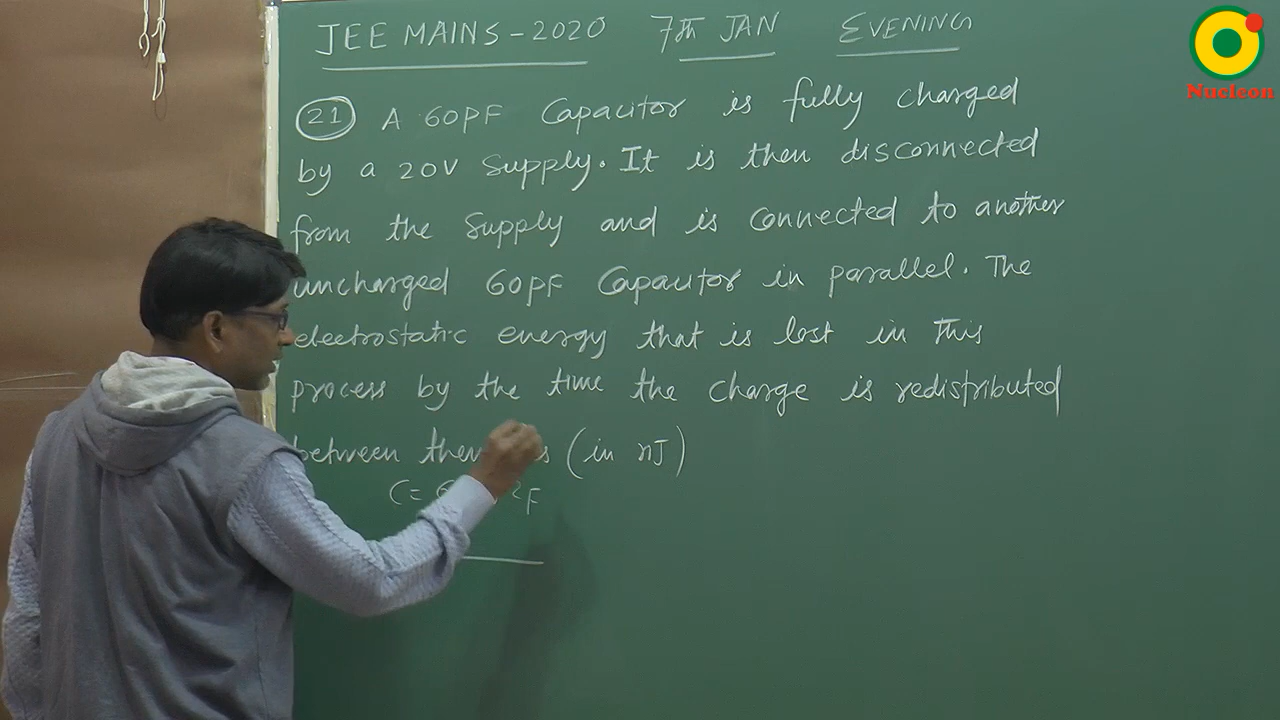 JEE MAINS-2020 7th JAN EVENING
Nucleon
21 A 60PF Capacitor is fully charged
by a 20V Supply. It is then disconnected
from the Supply and is connected to another
uncharged 60PF Capacitor in parallel. The
electrostatic energy that is lost in this
process by the time the charge is redistributed
between (in nJ)
C=